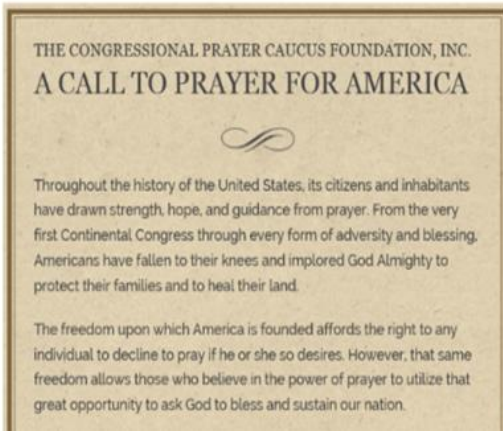 THE CONGRESSIONAL PRAYER CAUCUS FOUNDATION, INC.
A CALL TO PRAYER FOR AMERICA
Throughout the history of the United States, its citizens and inhabitants
have drawn strength, hope, and guidance from prayer. From the very
first Continental Congress through every form of adversity and blessing,
Americans have fallen to their knees and implored God Almighty to
protect their families and to heal their land.
The freedom upon which America is founded affords the right to any
individual to decline to pray if he or she so desires. However, that same
freedom allows those who believe in the power of prayer to utilize that
great opportunity to ask God to bless and sustain our nation.